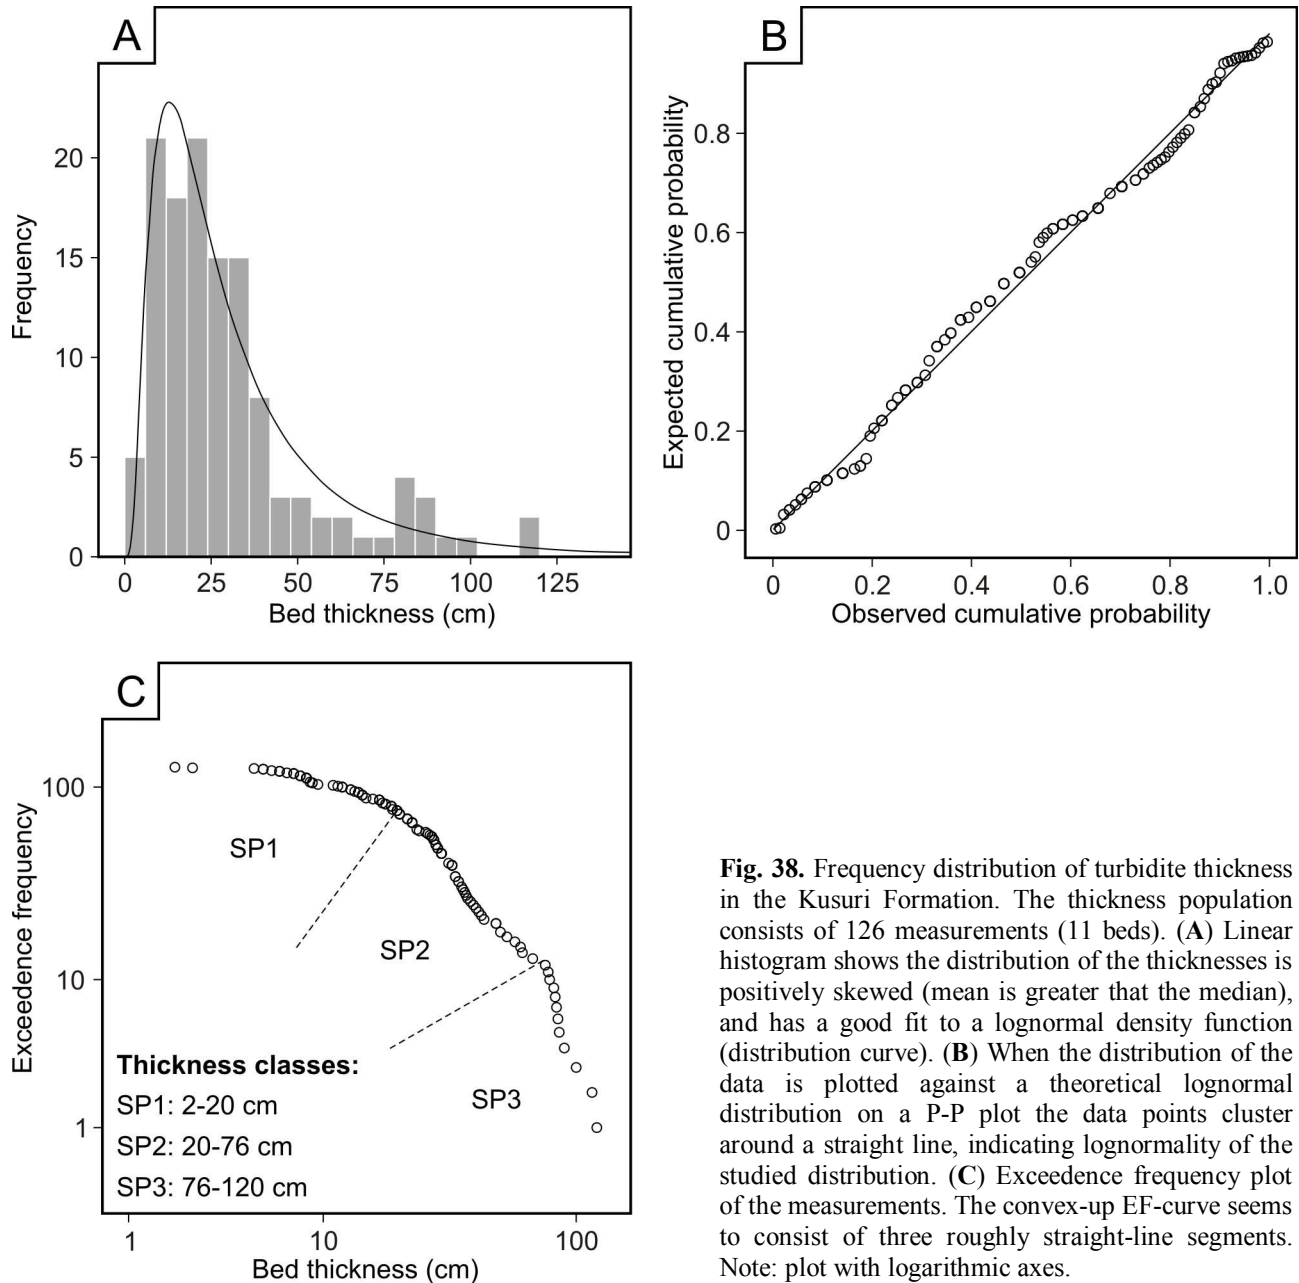 A
Frequency
20
15
10
5
0
0 25 50 75 100 125
Bed thickness (cm)
B
Expected cumulative probability
0.8
0.6
0.4
0.2
0
0 0.2 0.4 0.6 0.8 1.0
Observed cumulative probability
C
Exceedence frequency
100
10
1
SP1
SP2
SP3
Thickness classes:
SP1: 2-20 cm
SP2: 20-76 cm
SP3: 76-120 cm
1 10 100
Bed thickness (cm)
Fig. 38. Frequency distribution of turbidite thickness
in the Kusuri Formation. The thickness population
consists of 126 measurements (11 beds). (A) Linear
histogram shows the distribution of the thicknesses is
positively skewed (mean is greater that the median),
and has a good fit to a lognormal density function
(distribution curve). (B) When the distribution of the
data is plotted against a theoretical lognormal
distribution on a P-P plot the data points cluster
around a straight line, indicating lognormality of the
studied distribution. (C) Exceedence frequency plot
of the measurements. The convex-up EF-curve seems
to consist of three roughly straight-line segments.
Note: plot with logarithmic axes.